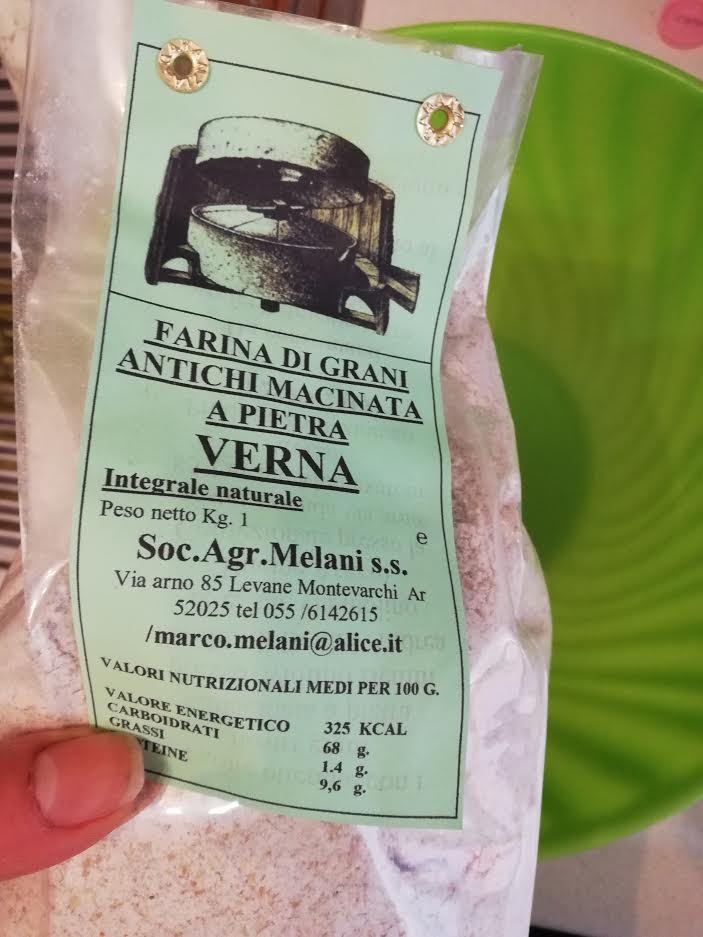 FARINA DI GRANI
ANTICHI MACINATA
A PIETRA
VERNA
Integrale naturale
Peso netto Kg. 1
e
Soc.Agr.Melani s.s.
Via arno 85 Levane Montevarchi Ar
52025 tel 055 /6142615
/marco.melani@alice.it
VALORI NUTRIZIONALI MEDI PER 100 G.
VALORE ENERGETICO 325 KCAL
CARBOIDRATI 68 g.
GRASSI 1.4 g.
TEINE 9,6 g.